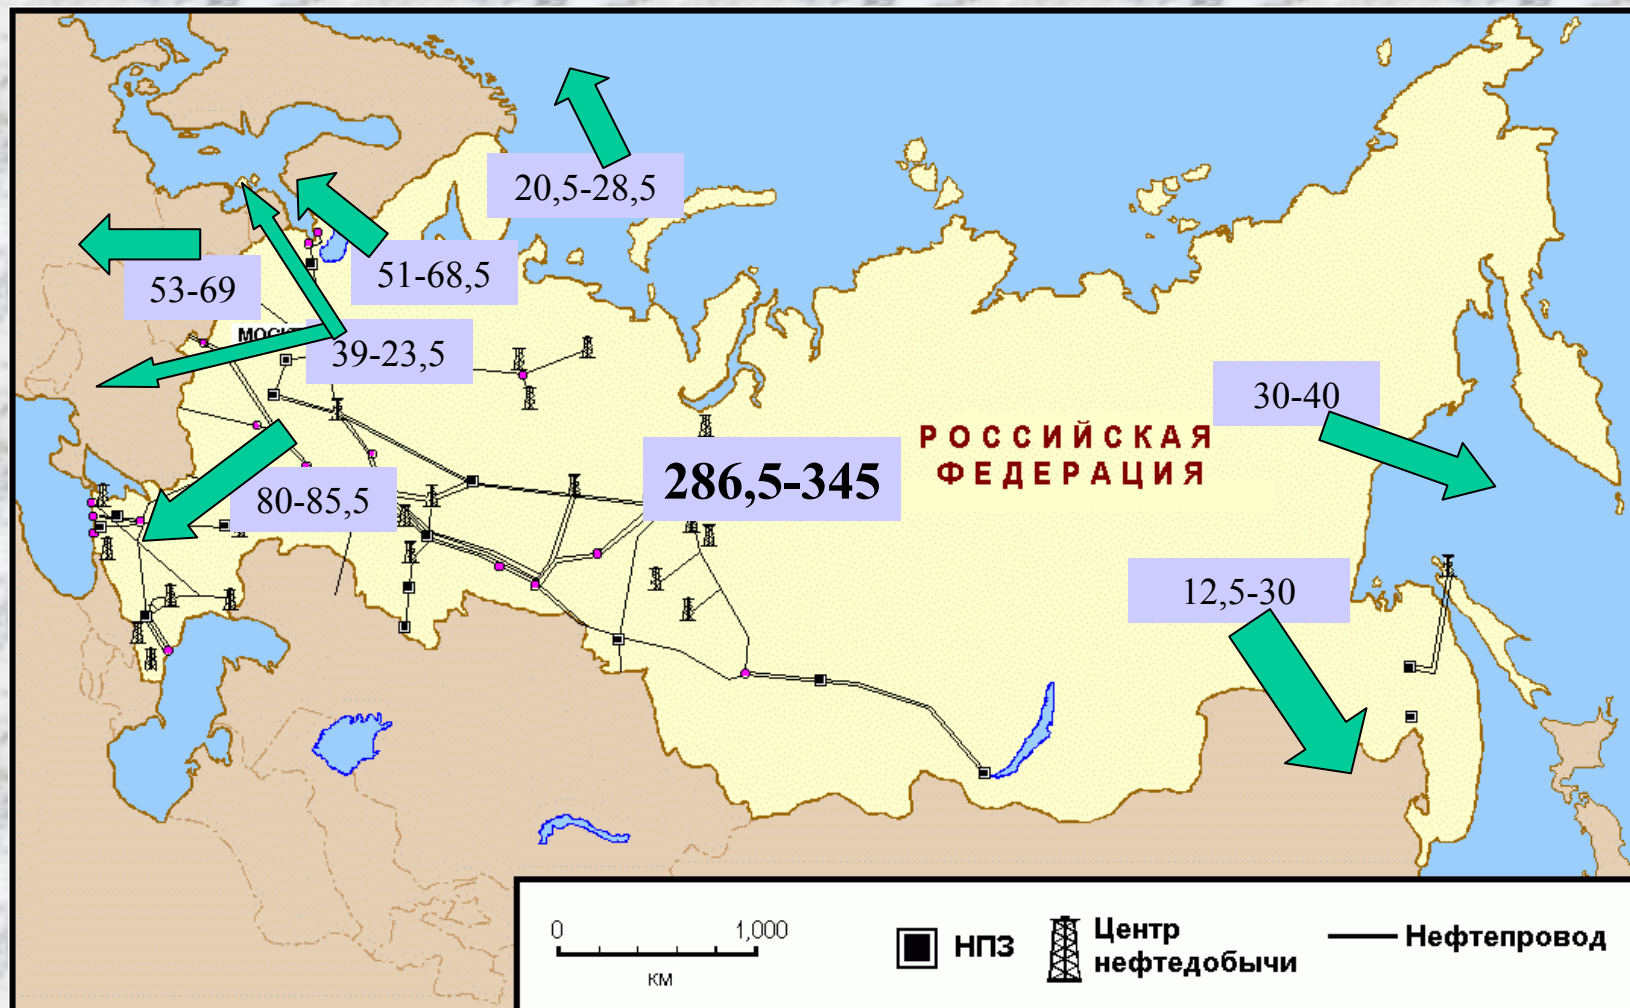 20,5-28,5
51-68,5
53-69
39-23,5
30-40
РОССИЙСКАЯ
ФЕДЕРАЦИЯ
286,5-345
80-85,5
12,5-30
0 1,000
км
НПЗ
Центр
нефтедобычи
Нефтепровод